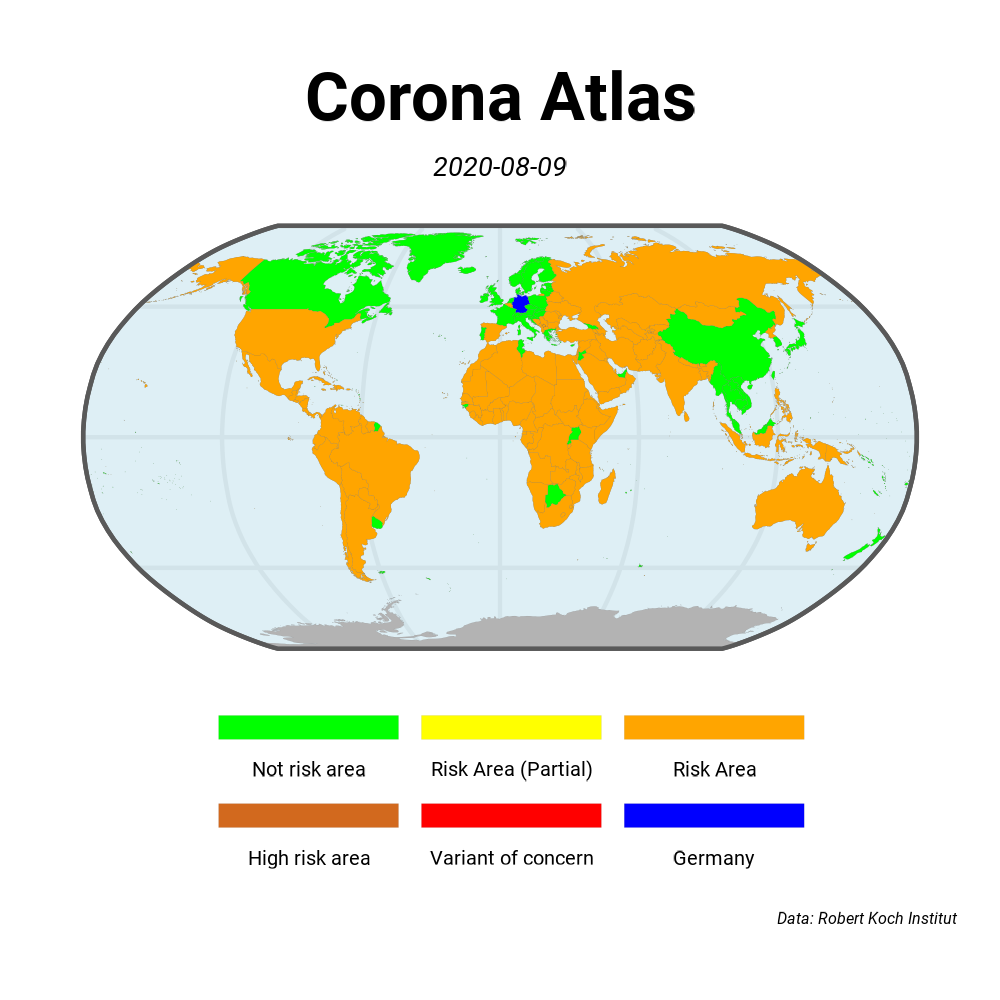 Corona Atlas
2020-08-09
Not risk area
Risk Area (Partial)
Risk Area
High risk area
Variant of concern
Germany
Data: Robert Koch Institut